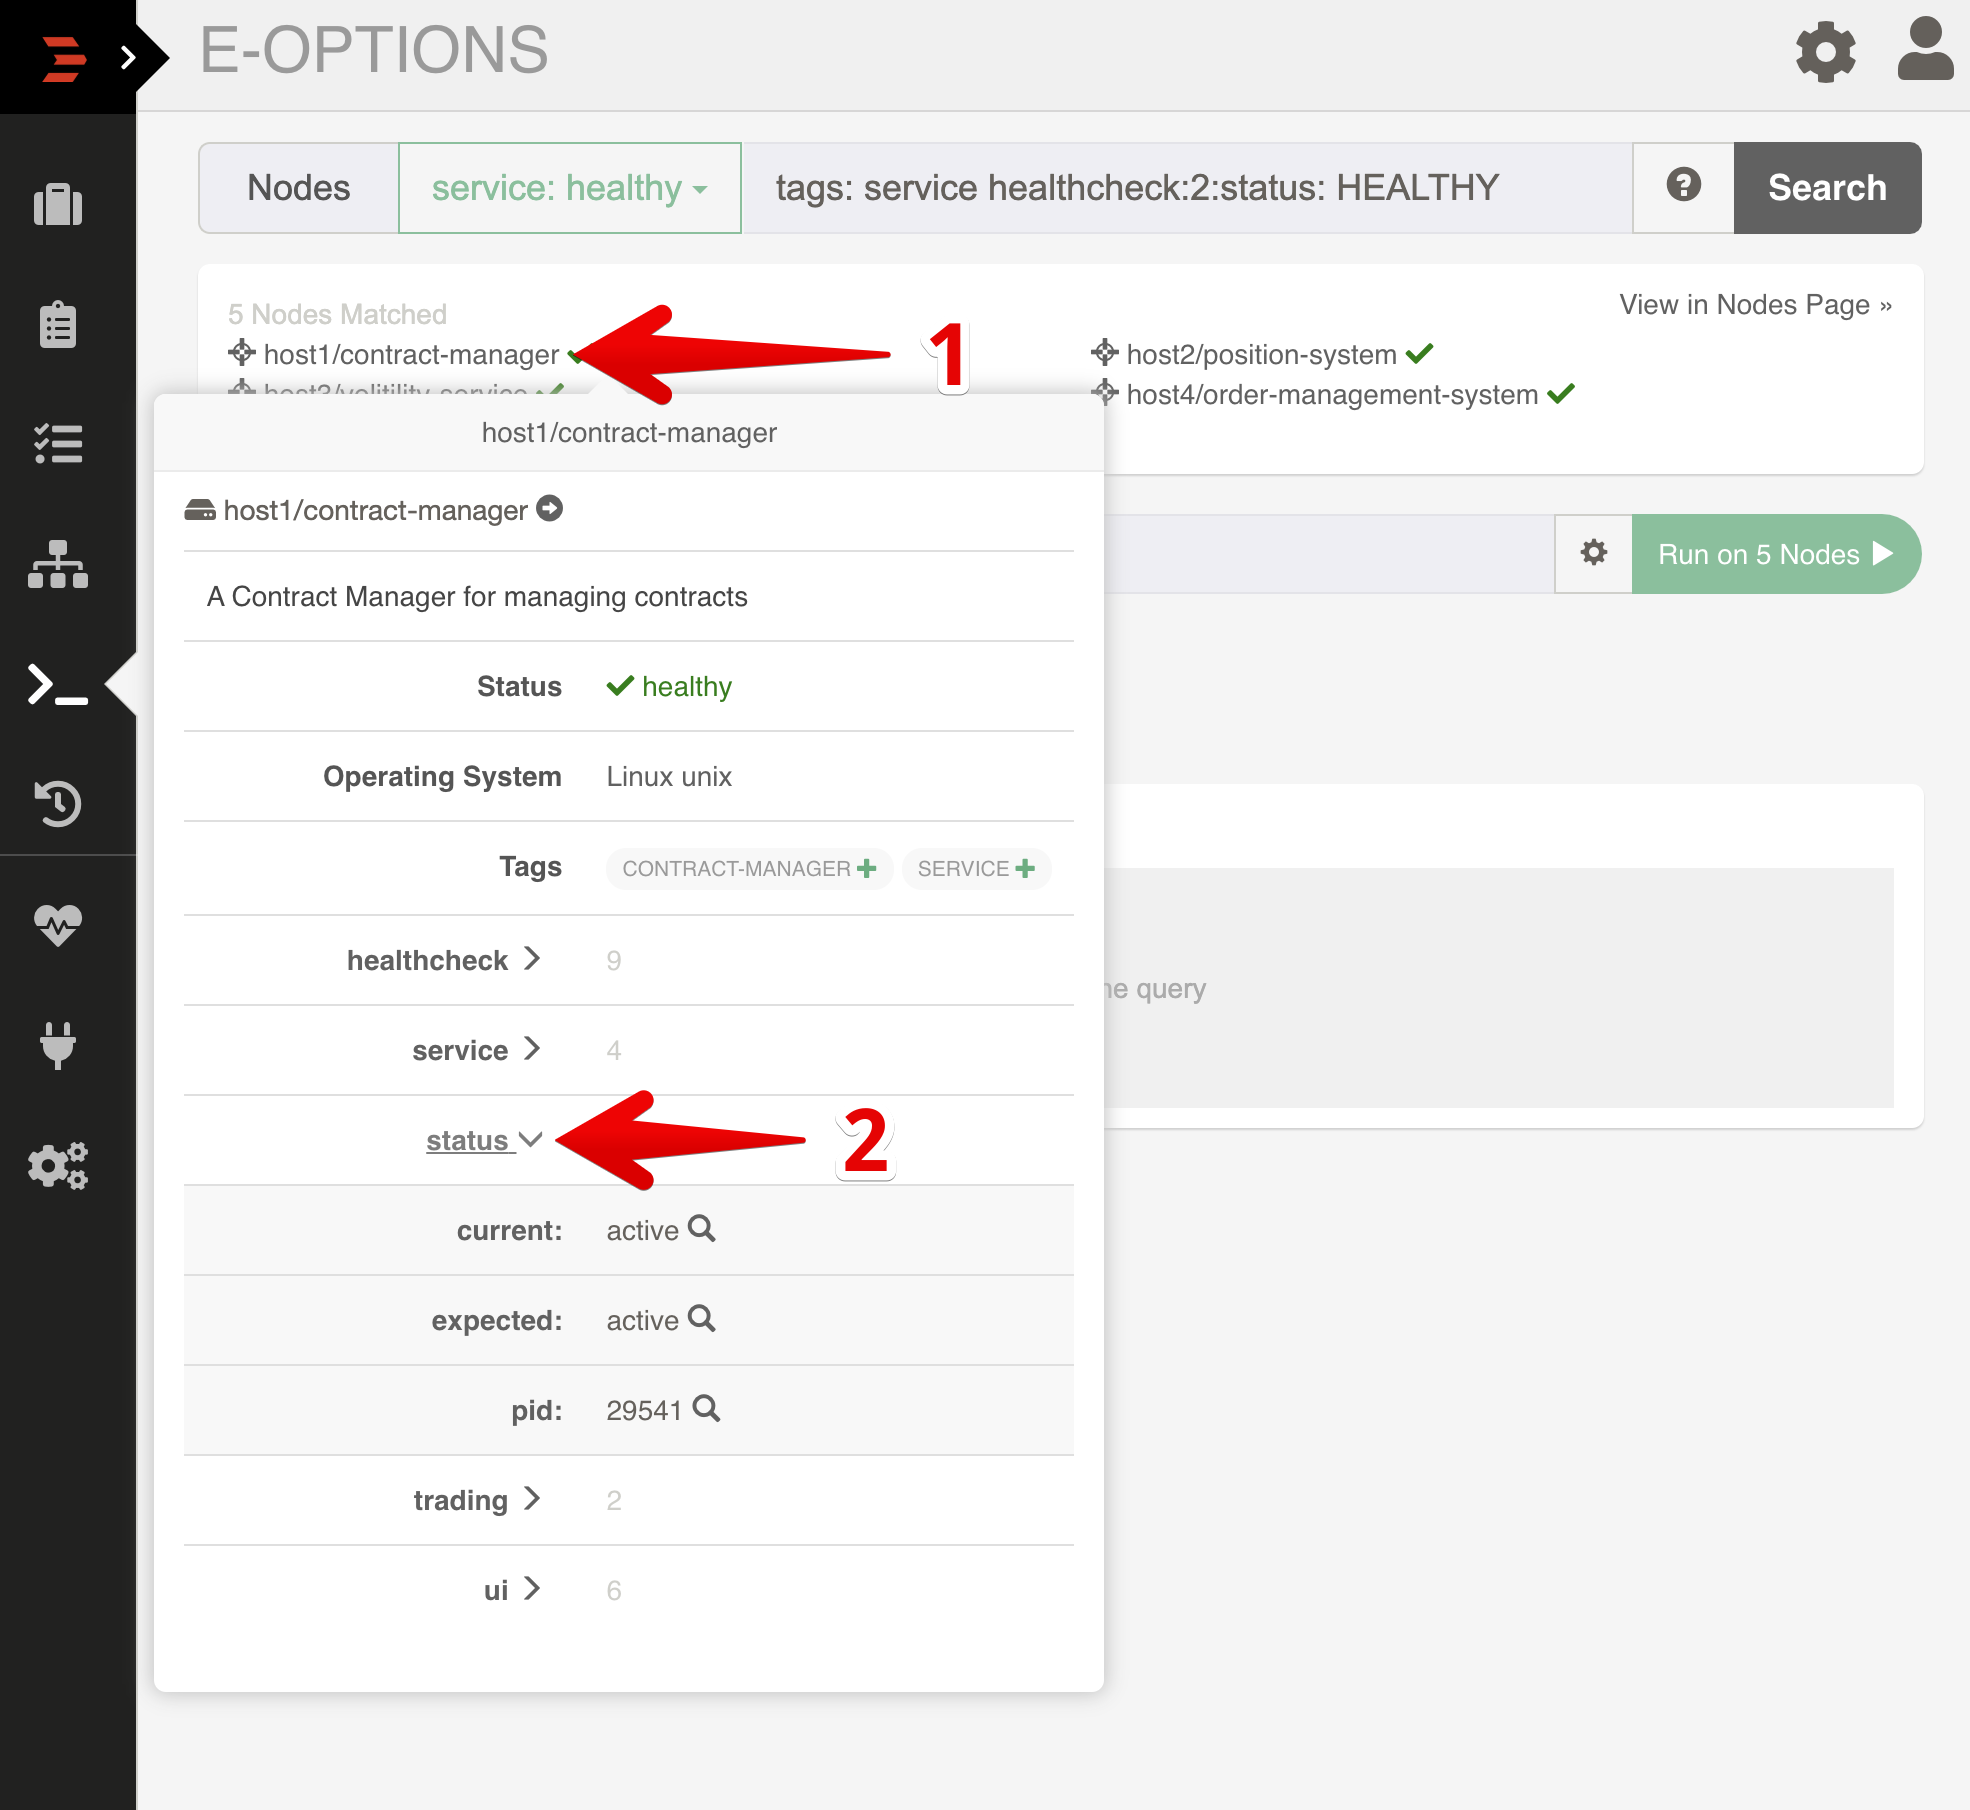 E-OPTIONS
Nodes
service: healthy
tags: service healthcheck:2:status: HEALTHY
Search
5 Nodes Matched
View in Nodes Page »
host1/contract-manager
1
host2/position-system
host3/volitility-service
host4/order-management-system
host1/contract-manager
host1/contract-manager
Run on 5 Nodes
A Contract Manager for managing contracts
Status healthy
Operating System Linux unix
Tags CONTRACT-MANAGER SERVICE
healthcheck 9
query
service 4
status
2
current: active
expected: active
pid: 29541
trading 2
ui 6